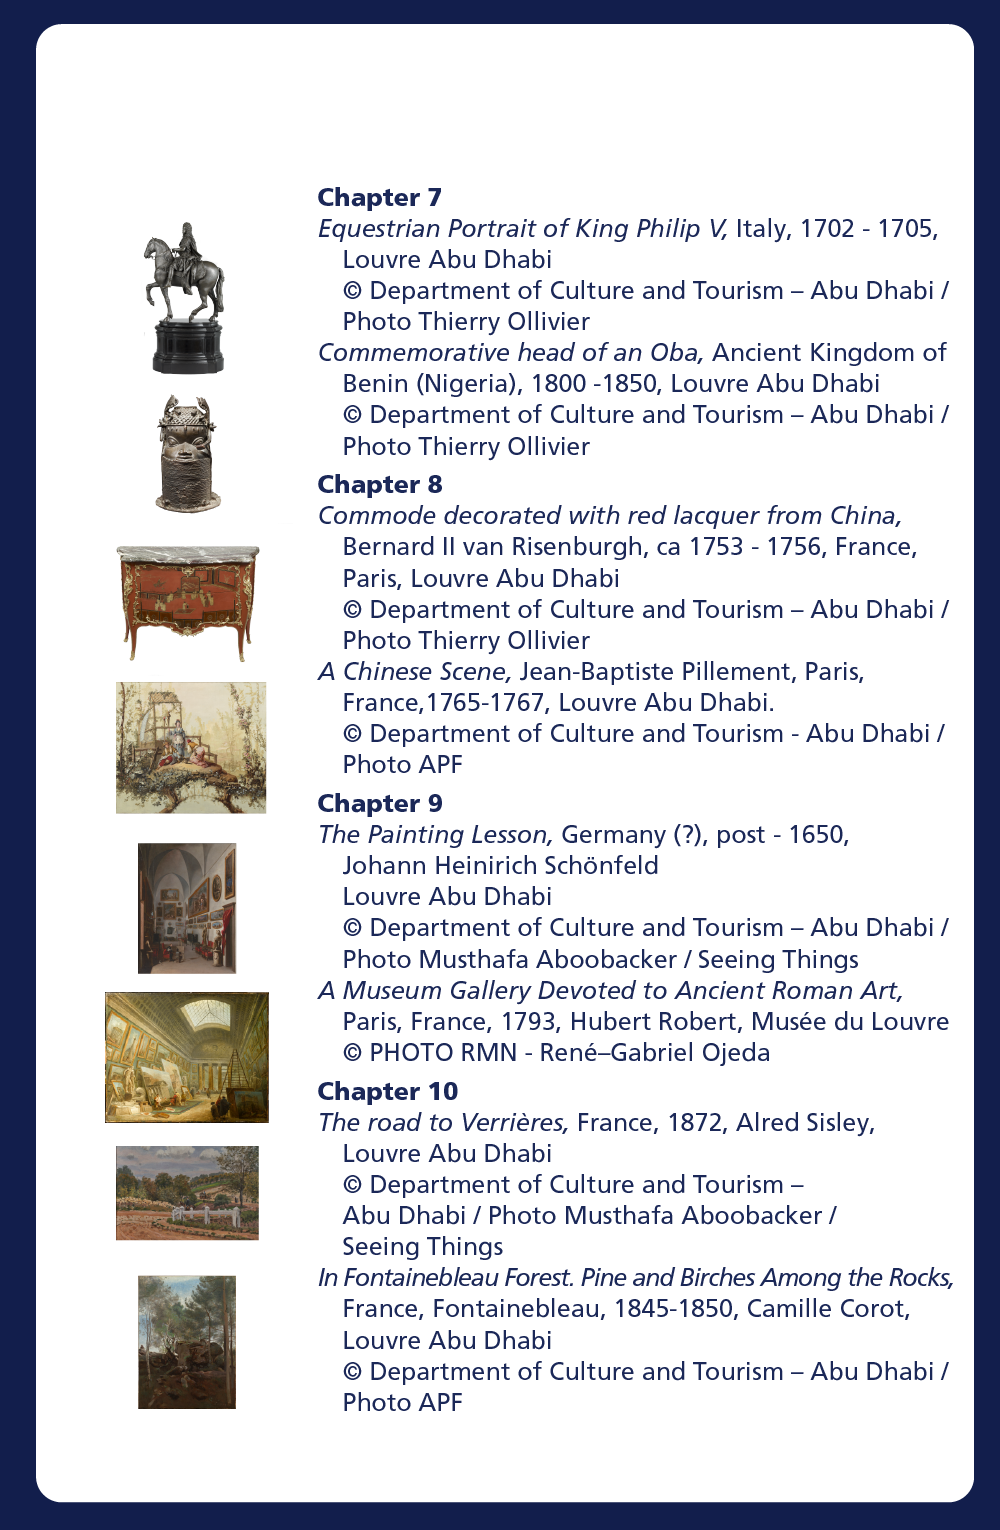 Chapter 7
Equestrian Portrait of King Philip V, Italy, 1702 - 1705,
Louvre Abu Dhabi
© Department of Culture and Tourism – Abu Dhabi /
Photo Thierry Ollivier
Commemorative head of an Oba, Ancient Kingdom of
Benin (Nigeria), 1800 -1850, Louvre Abu Dhabi
© Department of Culture and Tourism – Abu Dhabi /
Photo Thierry Ollivier
Chapter 8
Commode decorated with red lacquer from China,
Bernard II van Risenburgh, ca 1753 - 1756, France,
Paris, Louvre Abu Dhabi
© Department of Culture and Tourism – Abu Dhabi /
Photo Thierry Ollivier
A Chinese Scene, Jean-Baptiste Pillement, Paris,
France,1765-1767, Louvre Abu Dhabi.
© Department of Culture and Tourism - Abu Dhabi /
Photo APF
Chapter 9
The Painting Lesson, Germany (?), post - 1650,
Johann Heinirich Schönfeld
Louvre Abu Dhabi
© Department of Culture and Tourism – Abu Dhabi /
Photo Musthafa Aboobacker / Seeing Things
A Museum Gallery Devoted to Ancient Roman Art,
Paris, France, 1793, Hubert Robert, Musée du Louvre
© PHOTO RMN - René–Gabriel Ojeda
Chapter 10
The road to Verrières, France, 1872, Alred Sisley,
Louvre Abu Dhabi
© Department of Culture and Tourism –
Abu Dhabi / Photo Musthafa Aboobacker /
Seeing Things
In Fontainebleau Forest. Pine and Birches Among the Rocks,
France, Fontainebleau, 1845-1850, Camille Corot,
Louvre Abu Dhabi
© Department of Culture and Tourism – Abu Dhabi /
Photo APF